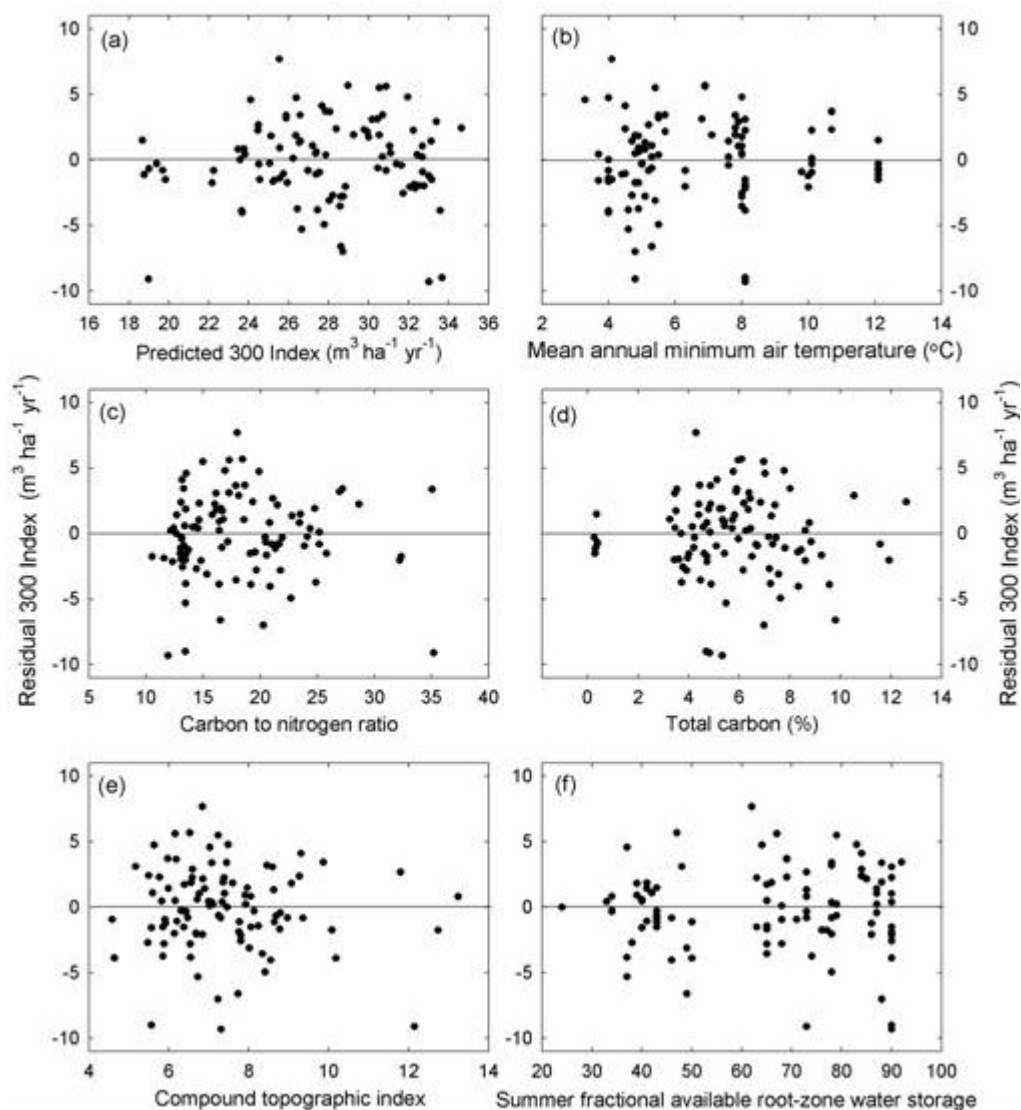 10
5
0
-5
-10
(a)
16 18 20 22 24 26 28 30 32 34 36
Predicted 300 Index (m³ ha⁻¹ yr⁻¹)
(b)
10
5
0
-5
-10
2 4 6 8 10 12 14
Mean annual minimum air temperature (ºC)
Residual 300 Index (m³ ha⁻¹ yr⁻¹)
10
5
0
-5
-10
(c)
5 10 15 20 25 30 35 40
Carbon to nitrogen ratio
(d)
10
5
0
-5
-10
0 2 4 6 8 10 12 14
Total carbon (%)
Residual 300 Index (m³ ha⁻¹ yr⁻¹)
10
5
0
-5
-10
(e)
4 6 8 10 12 14
Compound topographic index
(f)
10
5
0
-5
-10
20 30 40 50 60 70 80 90 100
Summer fractional available root-zone water storage